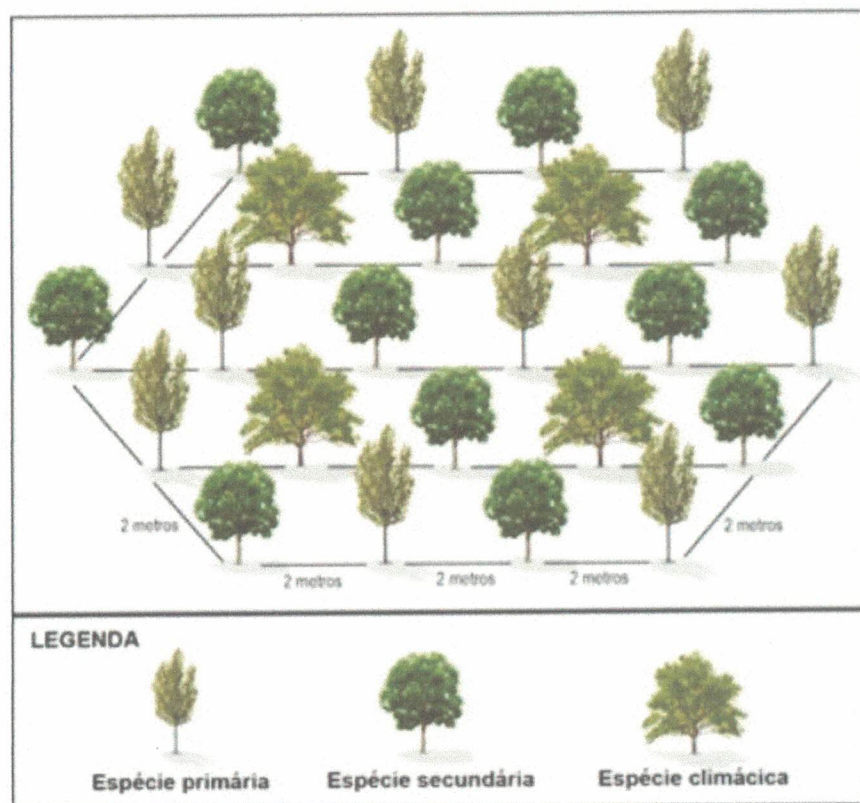 2 metros
2 metros
2 metros 2 metros 2 metros
LEGENDA
Espécie primária Espécie secundária Espécie climácica